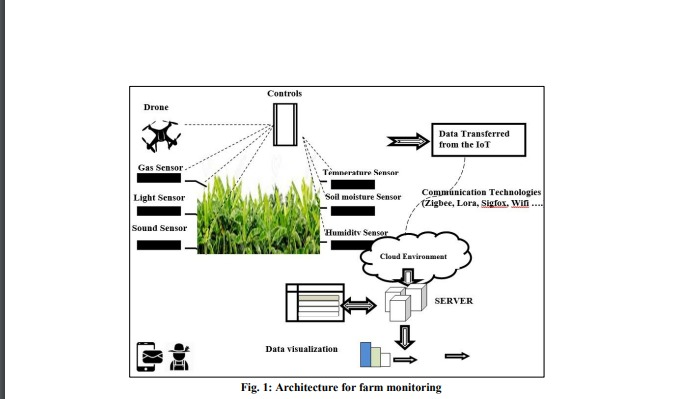 Controls
Drone
Data Transferred
from the IoT
Gas Sensor
Temperature Sensor
Light Sensor
Soil moisture Sensor
Communication Technologies
(Zigbee, Lora, Sigfox, Wifi ....
Sound Sensor
Humidity Sensor
Cloud Environment
SERVER
Data visualization
Fig. 1: Architecture for farm monitoring